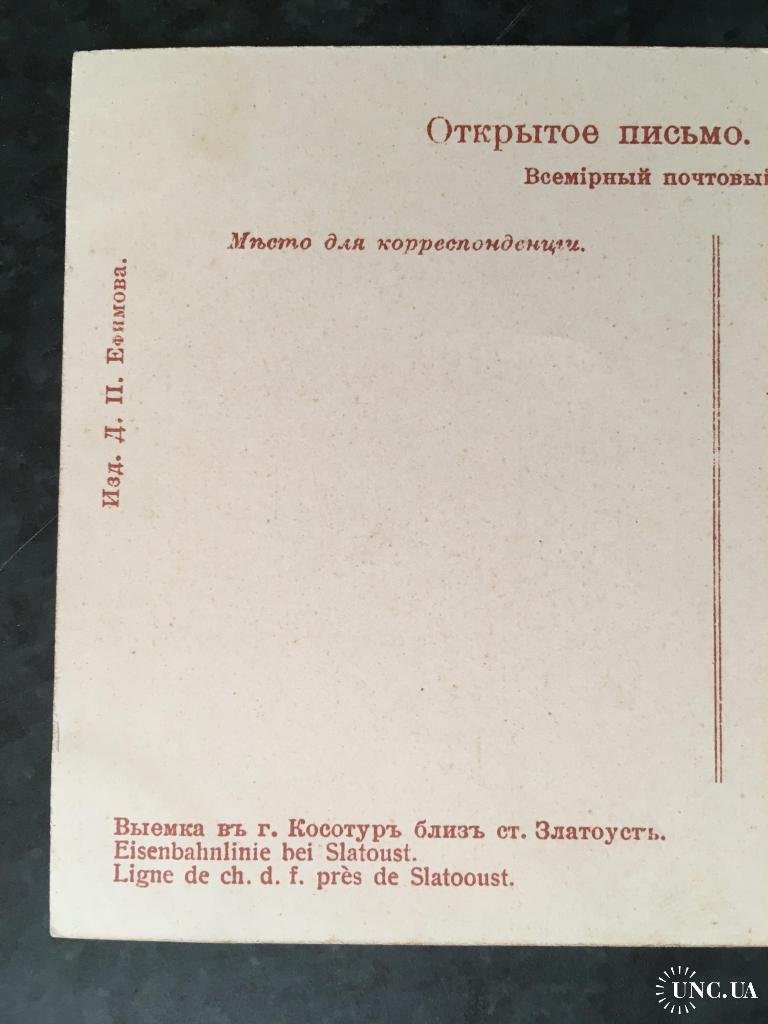 Открытое письмо.
Всемірный почтовый
Мѣсто для корреспонденціи.
Изд. Д. П. Ефимова.
Выемка въ г. Косотуръ близъ ст. Златоустъ.
Eisenbahnlinie bei Slatoust.
Ligne de ch. d. f. près de Slatooust.
UNC.UA